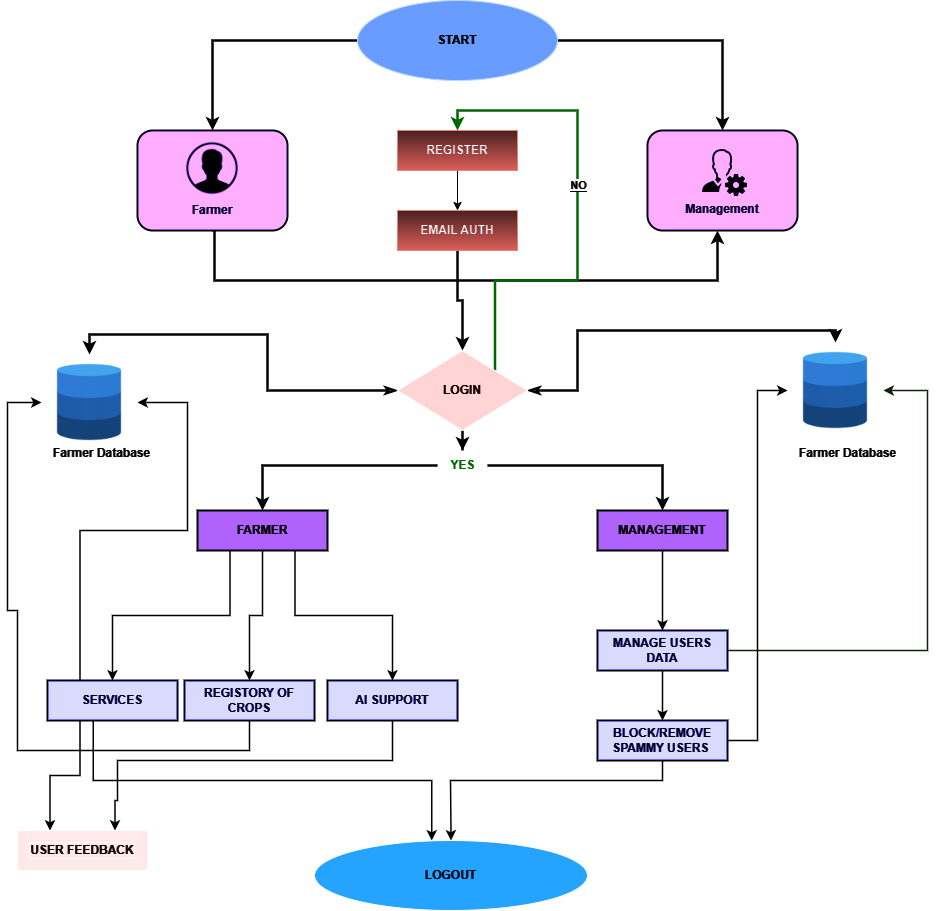 START
REGISTER
NO
Farmer
Management
EMAIL AUTH
LOGIN
Farmer Database
Farmer Database
YES
FARMER
MANAGEMENT
MANAGE USERS
DATA
SERVICES
REGISTORY OF
CROPS
AI SUPPORT
BLOCK/REMOVE
SPAMMY USERS
USER FEEDBACK
LOGOUT